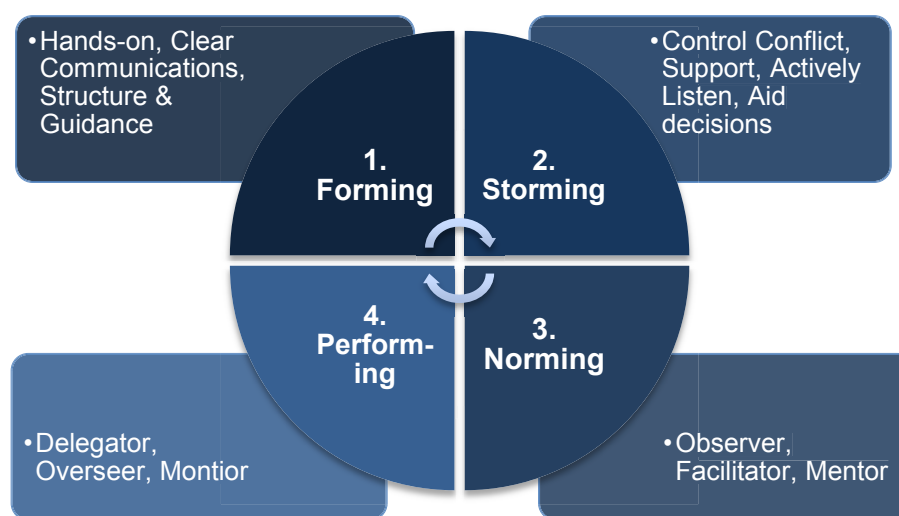 •Hands-on, Clear
Communications,
Structure &
Guidance
•Control Conflict,
Support, Actively
Listen, Aid
decisions
1.
Forming
2.
Storming
4.
Perform-
ing
3.
Norming
•Delegator,
Overseer, Montior
•Observer,
Facilitator, Mentor